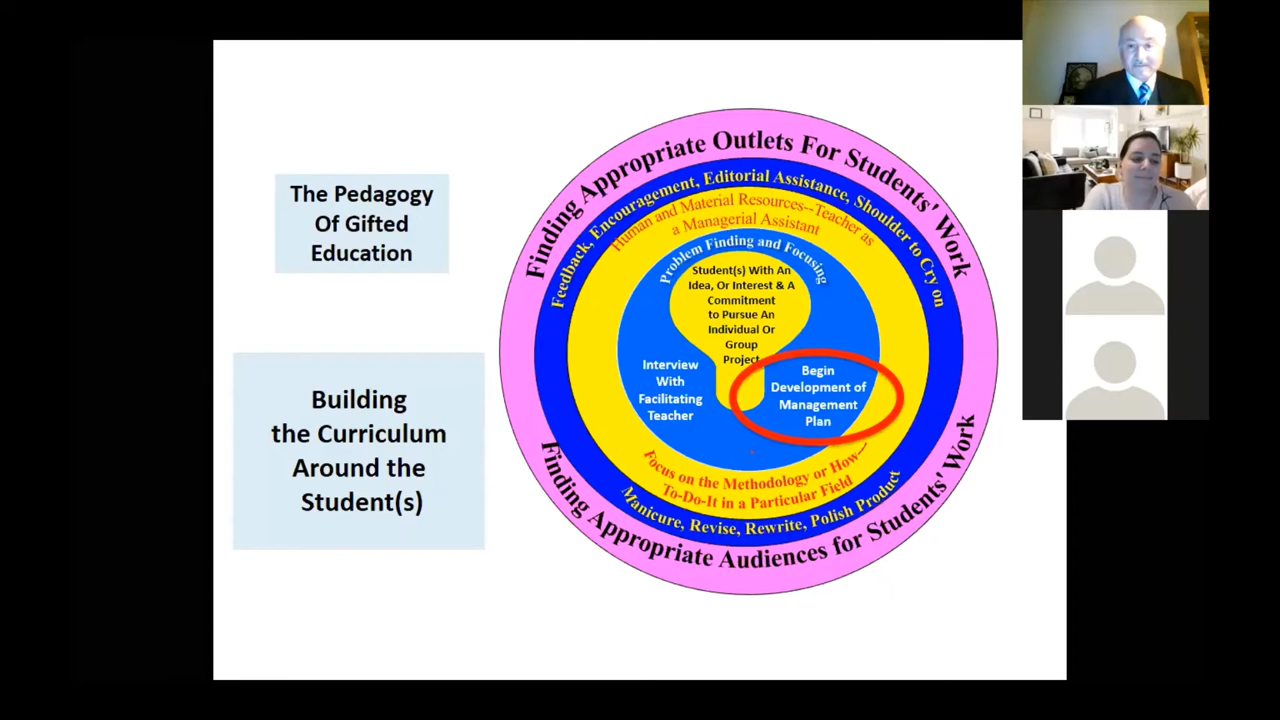 The Pedagogy
Of Gifted
Education
Building
the Curriculum
Around the
Student(s)
Finding Appropriate Outlets For Students' Work
Feedback, Encouragement, Editorial Assistance, Shoulder to Cry on
Human and Material Resources--Teacher as
a Managerial Assistant
Problem Finding and Focusing
Student(s) With An
Idea, Or Interest & A
Commitment
to Pursue An
Individual Or
Group
Project
Interview
With
Facilitating
Teacher
Begin
Development of
Management
Plan
Focus on the Methodology or How--
To-Do-It in a Particular Field
Manicure, Revise, Rewrite, Polish Product
Finding Appropriate Audiences for Students' Work